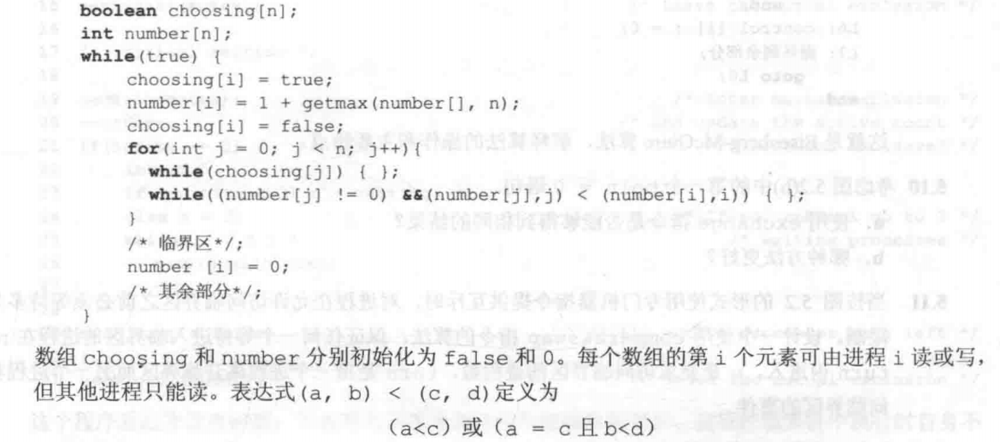 boolean choosing[n];
int number[n];
while(true) {
choosing[i] = true;
number[i] = 1 + getmax(number[], n);
choosing[i] = false;
for(int j = 0; j < n; j++){
while(choosing[j]) { };
while((number[j] != 0) &&(number[j],j) < (number[i],i)) { };
}
/* 临界区*/;
number [i] = 0;
/* 其余部分*/;
}
数组 choosing 和 number 分别初始化为 false 和 0。每个数组的第 i 个元素可由进程 i 读或写,
但其他进程只能读。表达式(a, b) < (c, d)定义为
(a<c) 或 (a = c 且 b<d)